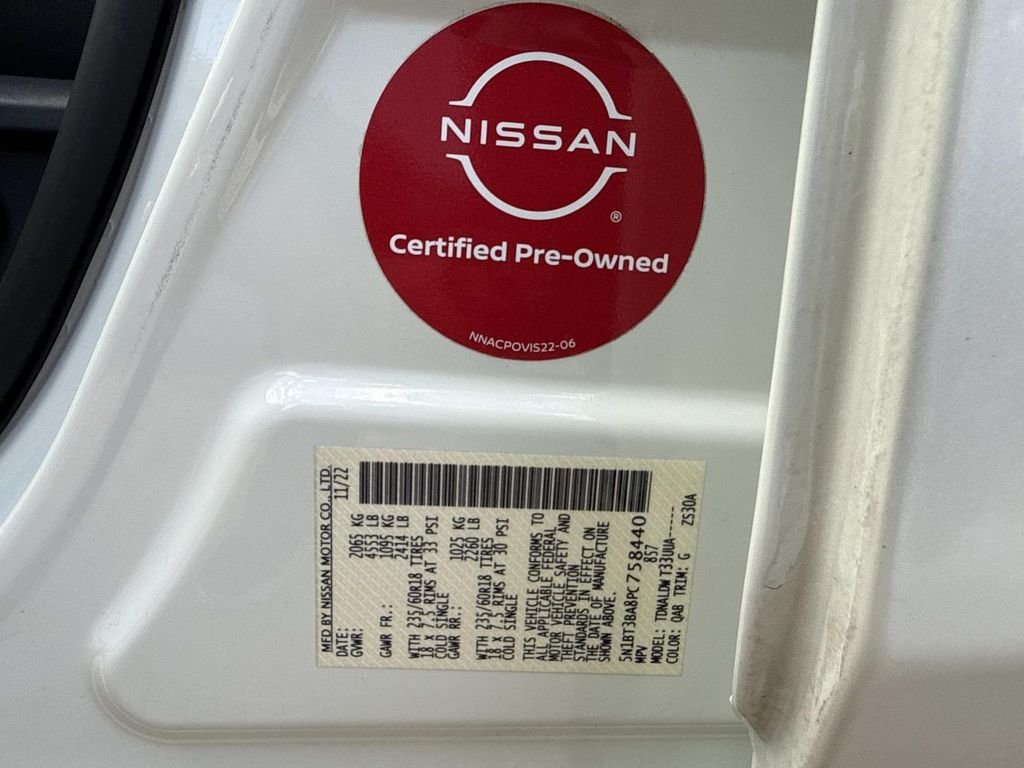 NISSAN
®
Certified Pre-Owned
NNACPOVIS22-06
MFD BY NISSAN MOTOR CO., LTD.
DATE: 11/22
GVWR: 2065 KG
4553 LB
GAWR FR.: 1095 KG
2414 LB
WITH 235/60R18 TIRES
18 X 7.5 RIMS AT 33 PSI
COLD SINGLE
GAWR RR.: 1025 KG
2260 LB
WITH 235/60R18 TIRES
18 X 7.5 RIMS AT 30 PSI
COLD SINGLE
THIS VEHICLE CONFORMS TO
ALL APPLICABLE FEDERAL
MOTOR VEHICLE SAFETY AND
THEFT PREVENTION
STANDARDS IN EFFECT ON
THE DATE OF MANUFACTURE
SHOWN ABOVE.
5N1BT3BA8PC758440
MPV 857
MODEL: TDNALDW T33UUA-----
COLOR: QAB TRIM: G ZS30A